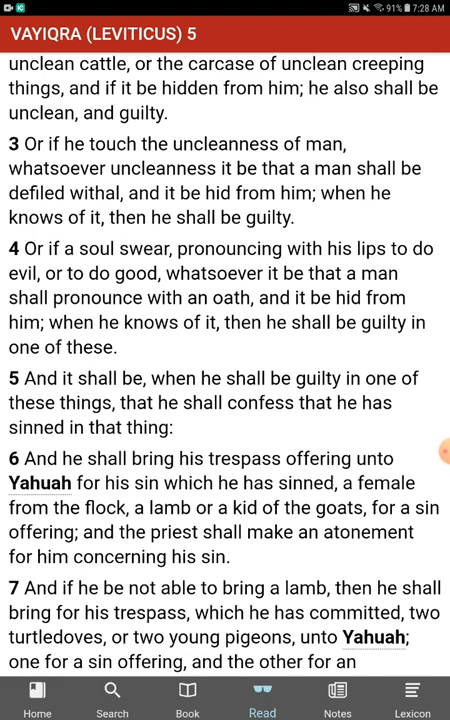 91% 7:28 AM
VAYIQRA (LEVITICUS) 5
unclean cattle, or the carcase of unclean creeping
things, and if it be hidden from him; he also shall be
unclean, and guilty.
3 Or if he touch the uncleanness of man,
whatsoever uncleanness it be that a man shall be
defiled withal, and it be hid from him; when he
knows of it, then he shall be guilty.
4 Or if a soul swear, pronouncing with his lips to do
evil, or to do good, whatsoever it be that a man
shall pronounce with an oath, and it be hid from
him; when he knows of it, then he shall be guilty in
one of these.
5 And it shall be, when he shall be guilty in one of
these things, that he shall confess that he has
sinned in that thing:
6 And he shall bring his trespass offering unto
Yahuah for his sin which he has sinned, a female
from the flock, a lamb or a kid of the goats, for a sin
offering; and the priest shall make an atonement
for him concerning his sin.
7 And if he be not able to bring a lamb, then he shall
bring for his trespass, which he has committed, two
turtledoves, or two young pigeons, unto Yahuah;
one for a sin offering, and the other for an
Home Search Book Read Notes Lexicon